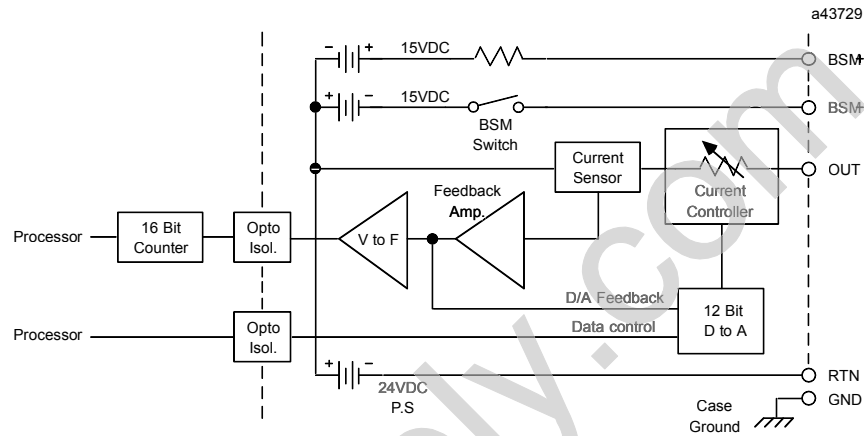 a43729
- + 15VDC BSM+
+ - 15VDC BSM
BSM
Switch
Current
Sensor
OUT
Current
Controller
Feedback
Amp.
Processor
16 Bit
Counter
Opto
Isol.
V to F
D/A Feedback
12 Bit
D to A
Processor
Opto
Isol.
Data control
+ -
24VDC
P.S
RTN
GND
Case
Ground